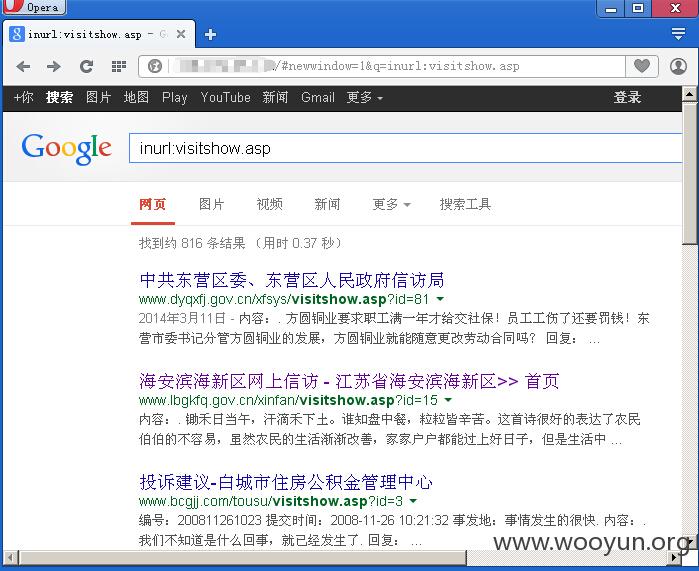 Opera
inurl:visitshow.asp - G
/#newwindow=1&q=inurl:visitshow.asp
+你 搜索 图片 地图 Play YouTube 新闻 Gmail 更多 登录
Google inurl:visitshow.asp
网页 图片 视频 新闻 更多 搜索工具
找到约 816 条结果 (用时 0.37 秒)
中共东营区委、东营区人民政府信访局
www.dyqxfj.gov.cn/xfsys/visitshow.asp?id=81
2014年3月11日 - 内容:. 方圆铜业要求职工满一年才给交社保! 员工工伤了还要罚钱! 东
营市委书记分管方圆铜业的发展,方圆铜业就能随意更改劳动合同吗? 回复: ...
海安滨海新区网上信访 - 江苏省海安滨海新区>> 首页
www.lbgkfq.gov.cn/xinfan/visitshow.asp?id=15
内容:. 锄禾日当午,汗滴禾下土。谁知盘中餐,粒粒皆辛苦。这首诗很好的表达了农民
伯伯的不容易,虽然农民的生活渐渐改善,家家户户都能过上好日子,但是生活中 ...
投诉建议-白城市住房公积金管理中心
www.bcgjj.com/tousu/visitshow.asp?id=3
编号: 200811261023 提交时间: 2008-11-26 10:21:32 事发地: 事情发生的很快. 内容: .
我们不知道是什么回事,就已经发生了. 回复: ...
www.wooyun.org